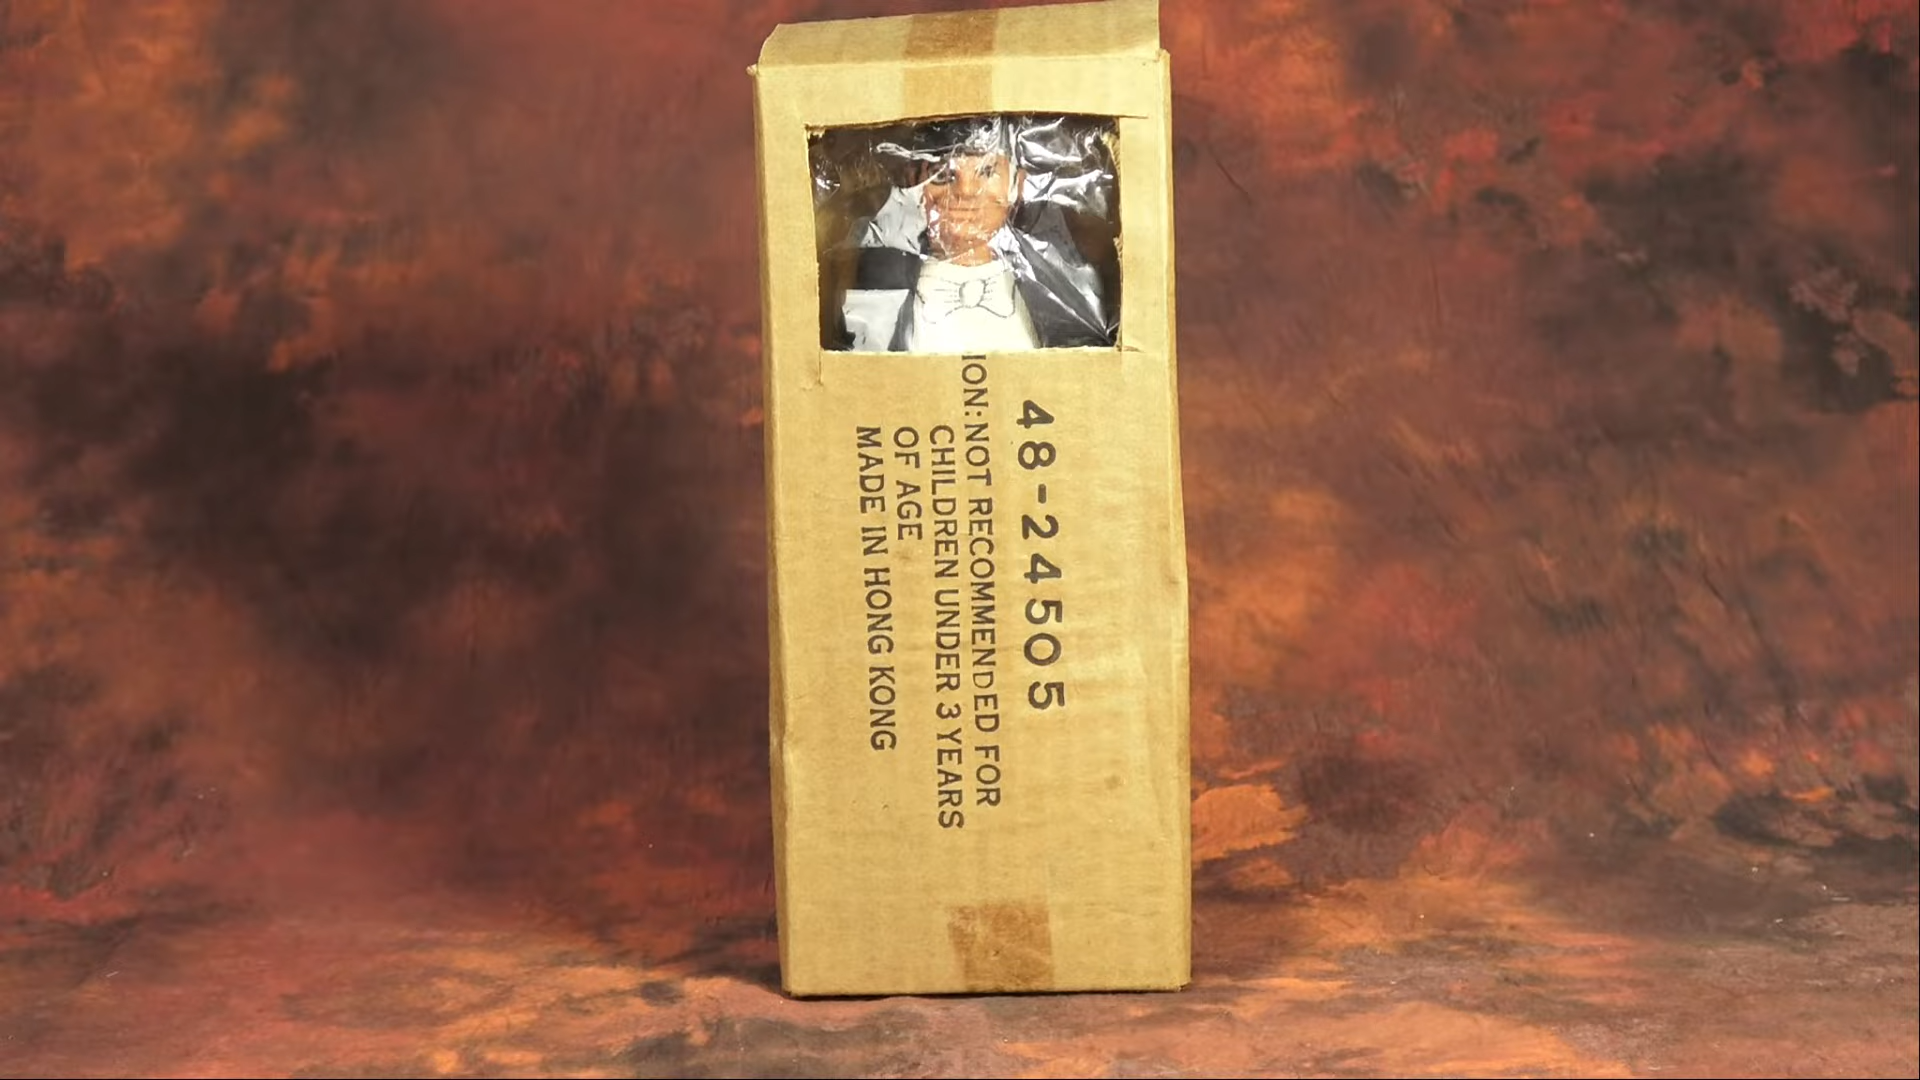 48-24505
ION: NOT RECOMMENDED FOR
CHILDREN UNDER 3 YEARS
OF AGE
MADE IN HONG KONG